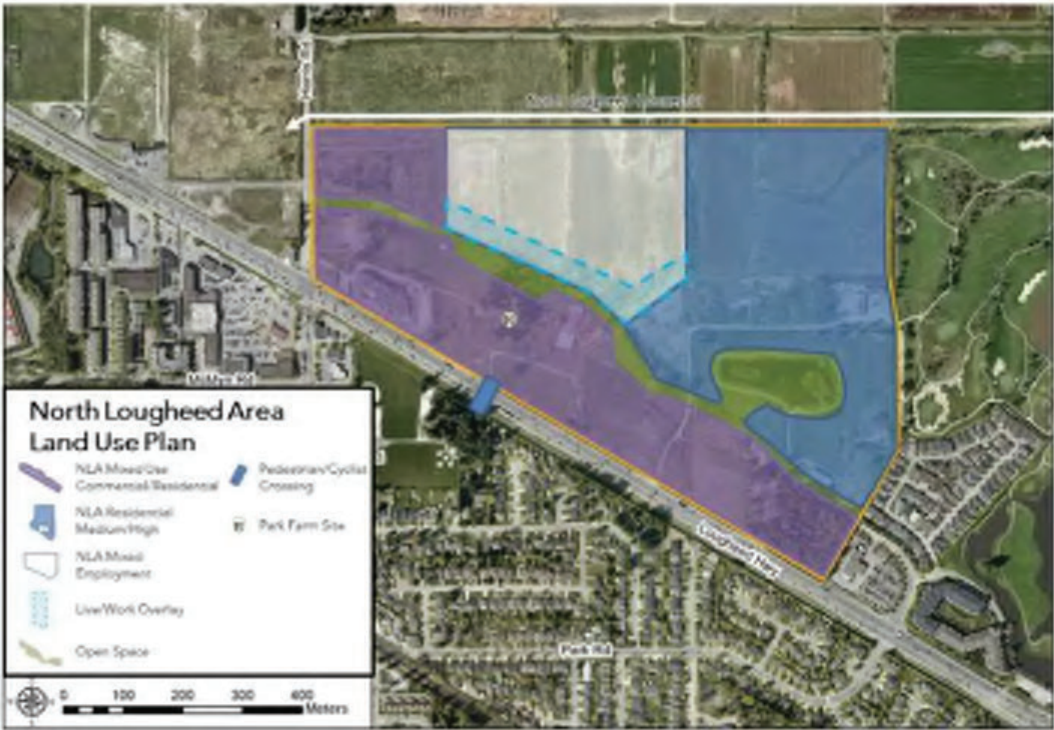 North Lougheed Area
Land Use Plan
NLA Mixed Use
Commercial/Residential
NLA Residential
Medium/High
NLA Mixed
Employment
Live/Work Overlay
Open Space
Pedestrian/Cyclist
Crossing
Park Farm Site
Lougheed Hwy
Park Rd
0 100 200 300 400
Meters